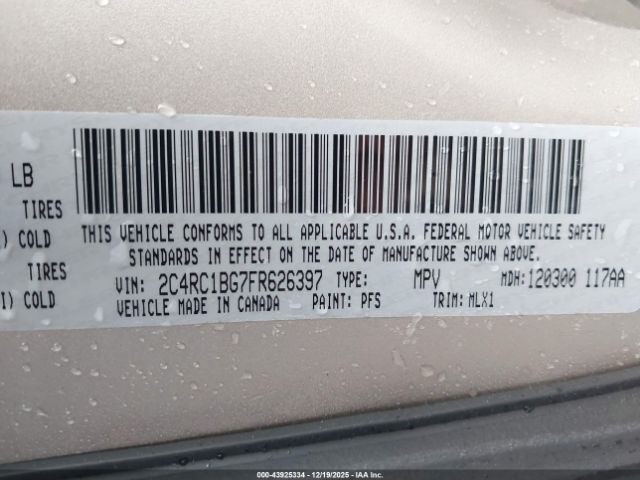 LB
TIRES
) COLD
TIRES
I) COLD
THIS VEHICLE CONFORMS TO ALL APPLICABLE U.S.A. FEDERAL MOTOR VEHICLE SAFETY
STANDARDS IN EFFECT ON THE DATE OF MANUFACTURE SHOWN ABOVE.
VIN: 2C4RC1BG7FR626397 TYPE: MPV MDH: 120300 117AA
VEHICLE MADE IN CANADA PAINT: PFS TRIM: MLX1
000-43925334 - 12/19/2025 - IAA Inc.